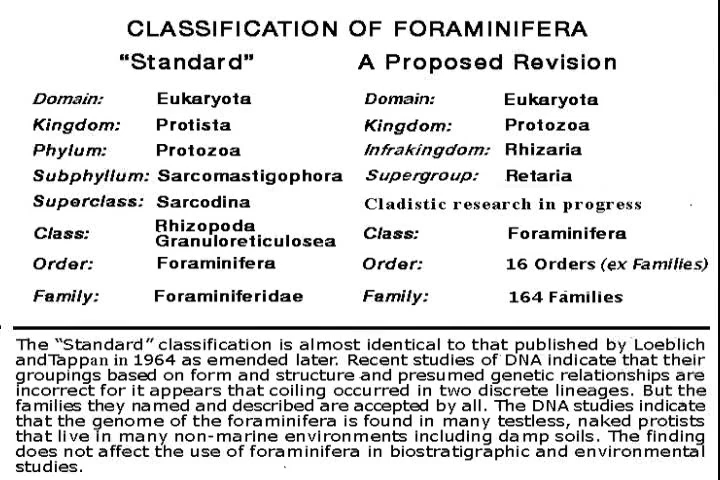 CLASSIFICATION OF FORAMINIFERA
"Standard" A Proposed Revision
Domain: Eukaryota Domain: Eukaryota
Kingdom: Protista Kingdom: Protozoa
Phylum: Protozoa Infrakingdom: Rhizaria
Subphyllum: Sarcomastigophora Supergroup: Retaria
Superclass: Sarcodina Cladistic research in progress
Class: Rhizopoda Granuloreticulosea Class: Foraminifera
Order: Foraminifera Order: 16 Orders (ex Families)
Family: Foraminiferidae Family: 164 Families
The "Standard" classification is almost identical to that published by Loeblich
andTappan in 1964 as emended later. Recent studies of DNA indicate that their
groupings based on form and structure and presumed genetic relationships are
incorrect for it appears that coiling occurred in two discrete lineages. But the
families they named and described are accepted by all. The DNA studies indicate
that the genome of the foraminifera is found in many testless, naked protists
that live in many non-marine environments including damp soils. The finding
does not affect the use of foraminifera in biostratigraphic and environmental
studies.